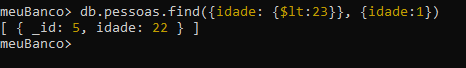 meuBanco> db.pessoas.find({idade: {$lt:23}}, {idade:1})
[ { _id: 5, idade: 22 } ]
meuBanco>